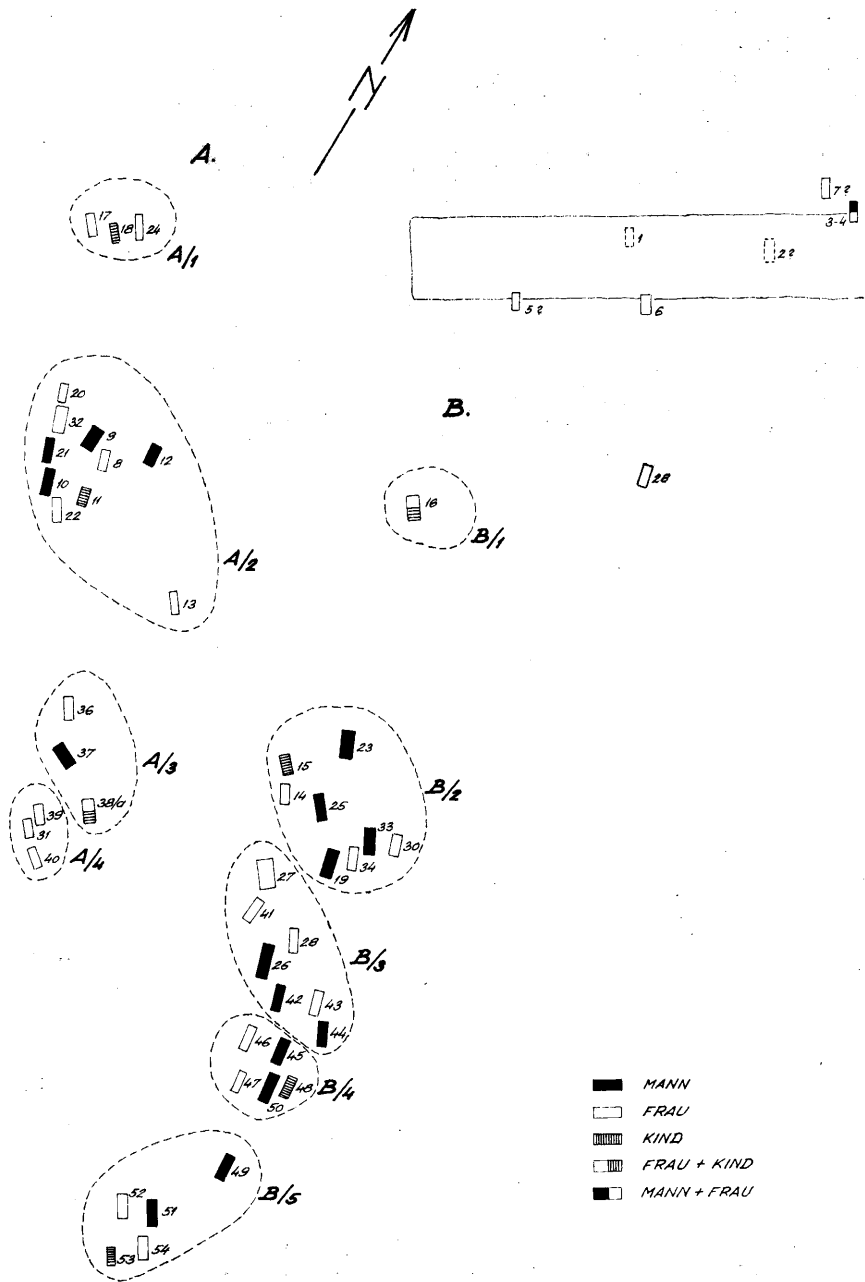 N
A.
17
18
24
A/1
7?
3-4
1
2?
5?
6
20
32
9
21
8
12
10
11
22
A/2
13
B.
28
16
B/1
36
37
A/3
38/a
39
31
40
A/4
23
15
B/2
14
25
33
30
34
19
27
41
28
B/3
26
42
43
44
46
45
47
48
50
B/4
49
B/5
52
51
53
54
MANN
FRAU
KIND
FRAU + KIND
MANN + FRAU